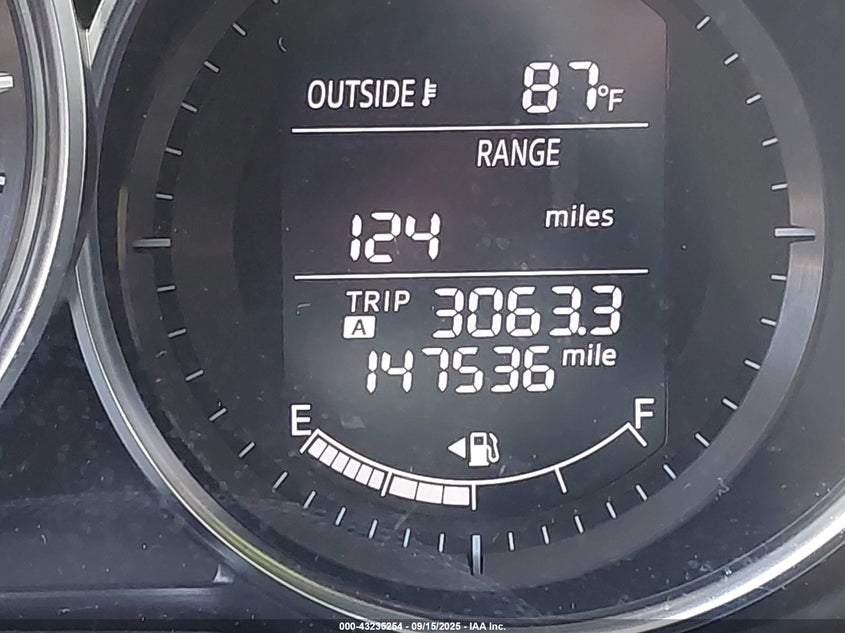 OUTSIDE 87°F
RANGE
124 miles
TRIP A 3063.3
147536 mile
E F
000-43235254 - 09/15/2025 - IAA Inc.